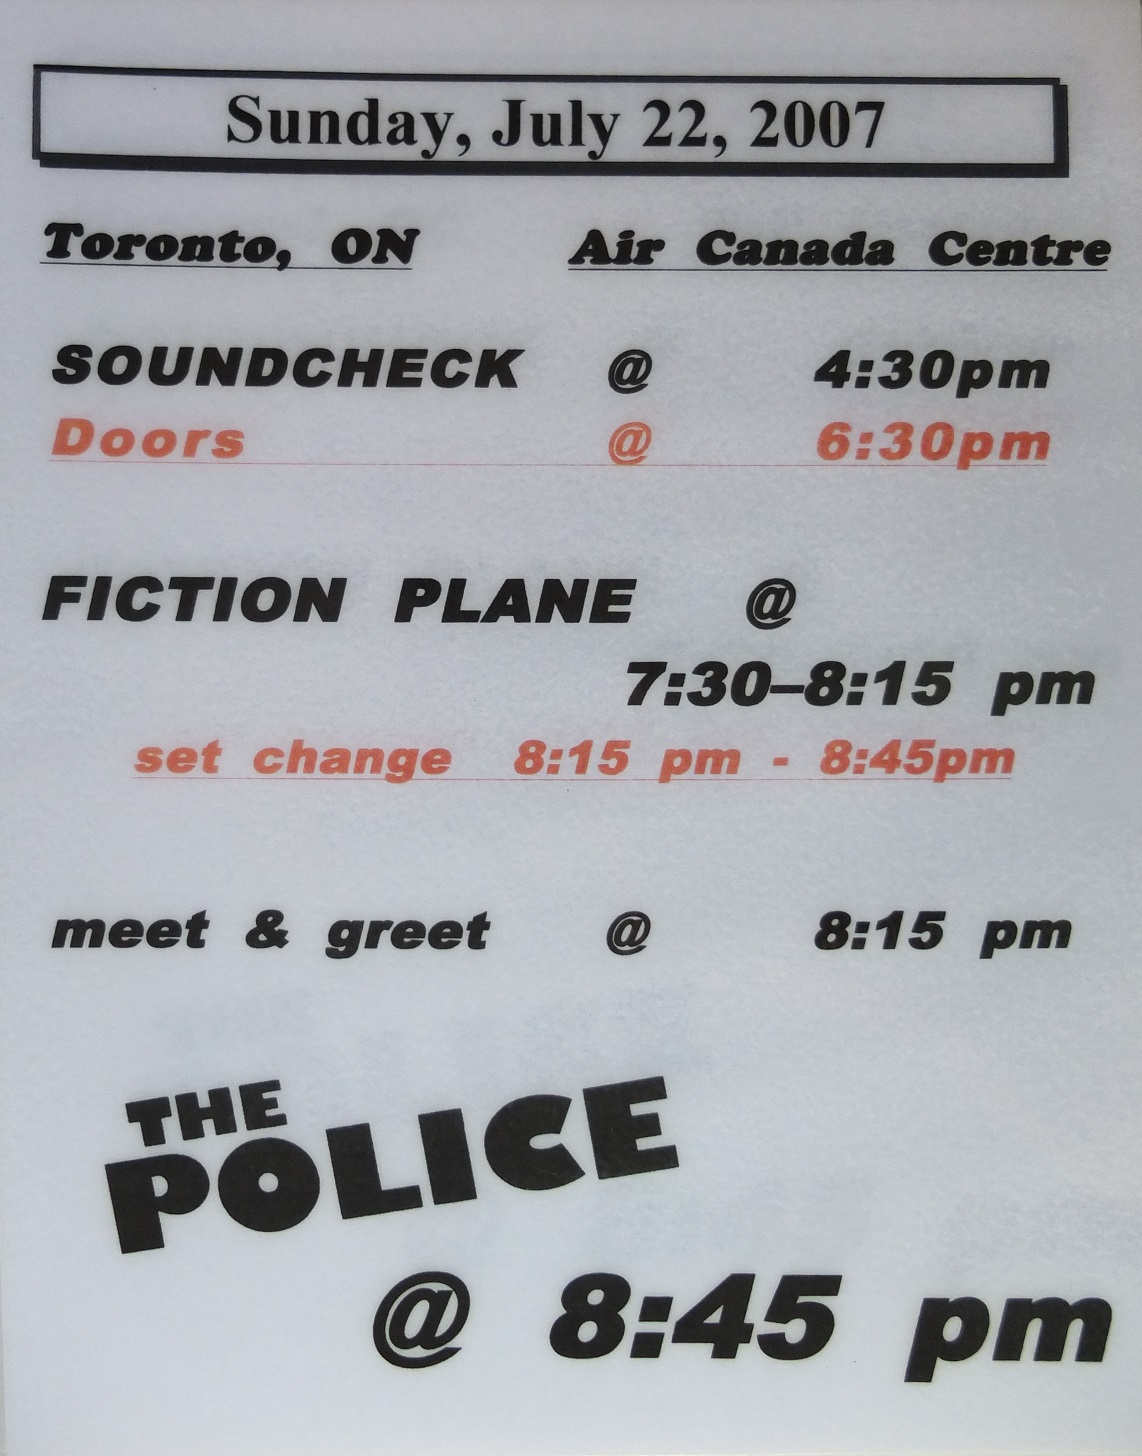 Sunday, July 22, 2007
Toronto, ON Air Canada Centre
SOUNDCHECK @ 4:30pm
Doors @ 6:30pm
FICTION PLANE @
7:30–8:15 pm
set change 8:15 pm - 8:45pm
meet & greet @ 8:15 pm
THE
POLICE
@ 8:45 pm